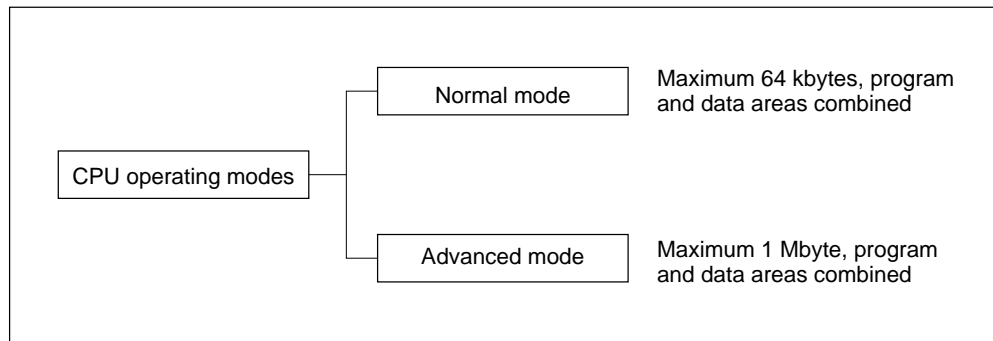 Normal mode
Maximum 64 kbytes, program
and data areas combined
CPU operating modes
Advanced mode
Maximum 1 Mbyte, program
and data areas combined